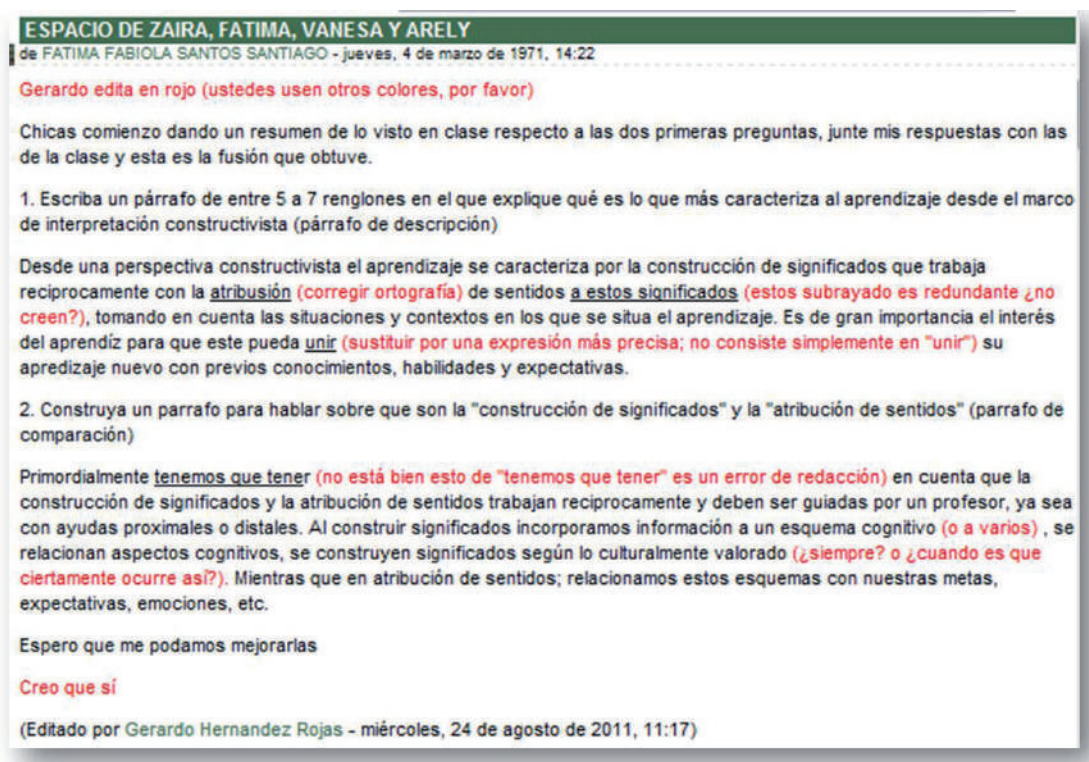 ESPACIO DE ZAIRA, FATIMA, VANESA Y ARELY
de FATIMA FABIOLA SANTOS SANTIAGO - jueves, 4 de marzo de 1971, 14:22
Gerardo edita en rojo (ustedes usen otros colores, por favor)
Chicas comienzo dando un resumen de lo visto en clase respecto a las dos primeras preguntas, junte mis respuestas con las
de la clase y esta es la fusión que obtuve.
1. Escriba un párrafo de entre 5 a 7 renglones en el que explique qué es lo que más caracteriza al aprendizaje desde el marco
de interpretación constructivista (párrafo de descripción)
Desde una perspectiva constructivista el aprendizaje se caracteriza por la construcción de significados que trabaja
reciprocamente con la atribusión (corregir ortografía) de sentidos a estos significados (estos subrayado es redundante ¿no
creen?), tomando en cuenta las situaciones y contextos en los que se situa el aprendizaje. Es de gran importancia el interés
del aprendíz para que este pueda unir (sustituir por una expresión más precisa; no consiste simplemente en "unir") su
apredizaje nuevo con previos conocimientos, habilidades y expectativas.
2. Construya un parrafo para hablar sobre que son la "construcción de significados" y la "atribución de sentidos" (parrafo de
comparación)
Primordialmente tenemos que tener (no está bien esto de "tenemos que tener" es un error de redacción) en cuenta que la
construcción de significados y la atribución de sentidos trabajan reciprocamente y deben ser guiadas por un profesor, ya sea
con ayudas proximales o distales. Al construir significados incorporamos información a un esquema cognitivo (o a varios) , se
relacionan aspectos cognitivos, se construyen significados según lo culturalmente valorado (¿siempre? o ¿cuando es que
ciertamente ocurre así?). Mientras que en atribución de sentidos; relacionamos estos esquemas con nuestras metas,
expectativas, emociones, etc.
Espero que me podamos mejorarlas
Creo que sí
(Editado por Gerardo Hernandez Rojas - miércoles, 24 de agosto de 2011, 11:17)